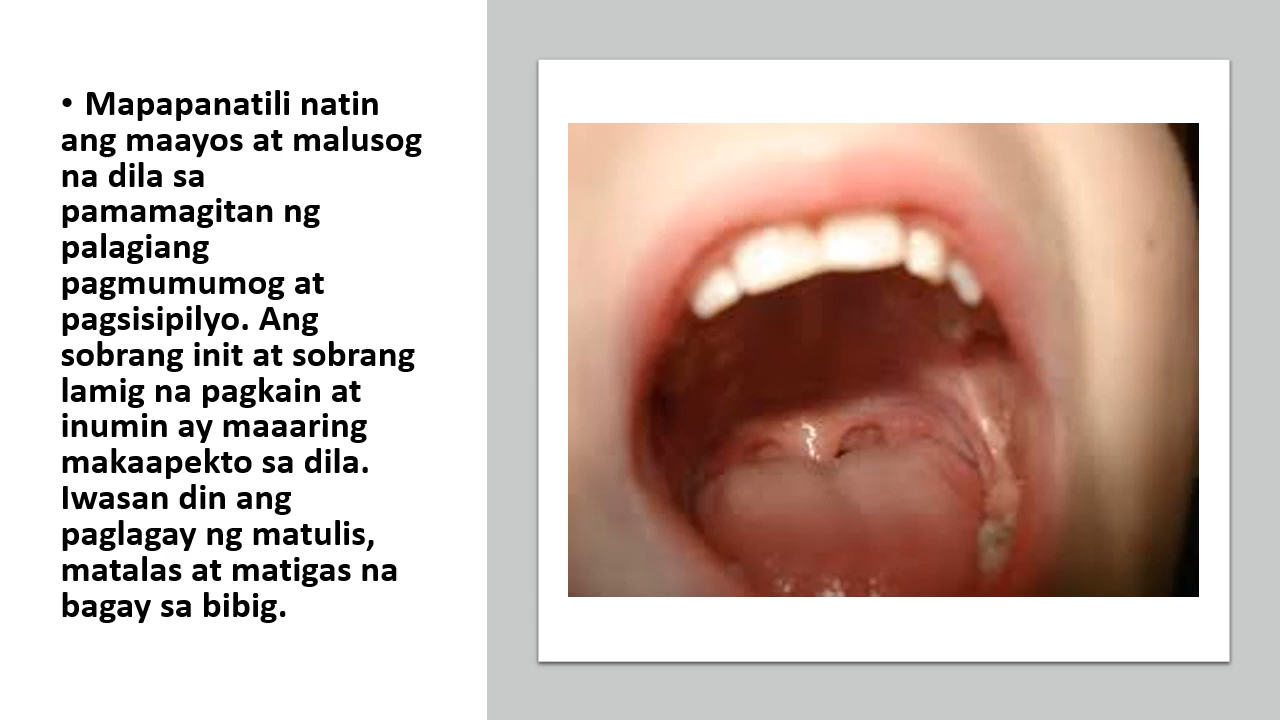 • Mapapanatili natin
ang maayos at malusog
na dila sa
pamamagitan ng
palagiang
pagmumumog at
pagsisipilyo. Ang
sobrang init at sobrang
lamig na pagkain at
inumin ay maaaring
makaapekto sa dila.
Iwasan din ang
paglagay ng matulis,
matalas at matigas na
bagay sa bibig.